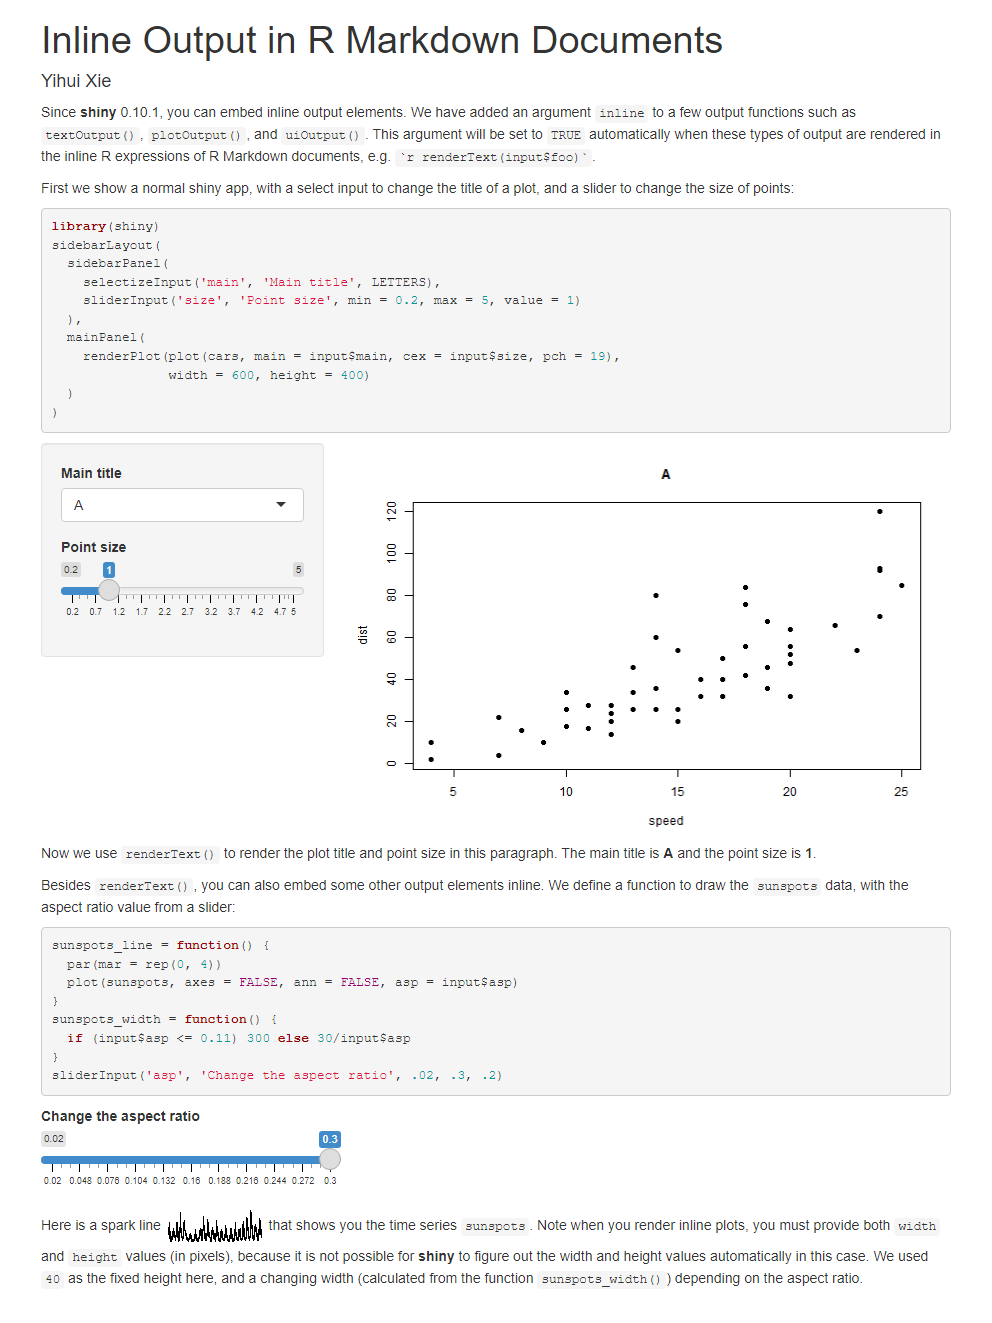 Inline Output in R Markdown Documents
Yihui Xie
Since shiny 0.10.1, you can embed inline output elements. We have added an argument inline to a few output functions such as
textOutput() , plotOutput() , and uiOutput() . This argument will be set to TRUE automatically when these types of output are rendered in
the inline R expressions of R Markdown documents, e.g. `r renderText(input$foo)` .
First we show a normal shiny app, with a select input to change the title of a plot, and a slider to change the size of points:
library(shiny)
sidebarLayout(
  sidebarPanel(
    selectizeInput('main', 'Main title', LETTERS),
    sliderInput('size', 'Point size', min = 0.2, max = 5, value = 1)
  ),
  mainPanel(
    renderPlot(plot(cars, main = input$main, cex = input$size, pch = 19),
               width = 600, height = 400)
  )
)
Main title
A
Point size
0.2 1 5
0.2 0.7 1.2 1.7 2.2 2.7 3.2 3.7 4.2 4.7 5
A
120
100
80
60
40
20
0
dist
5 10 15 20 25
speed
Now we use renderText() to render the plot title and point size in this paragraph. The main title is A and the point size is 1.
Besides renderText() , you can also embed some other output elements inline. We define a function to draw the sunspots data, with the
aspect ratio value from a slider:
sunspots_line = function() {
  par(mar = rep(0, 4))
  plot(sunspots, axes = FALSE, ann = FALSE, asp = input$asp)
}
sunspots_width = function() {
  if (input$asp <= 0.11) 300 else 30/input$asp
}
sliderInput('asp', 'Change the aspect ratio', .02, .3, .2)
Change the aspect ratio
0.02 0.3
0.02 0.048 0.076 0.104 0.132 0.16 0.188 0.216 0.244 0.272 0.3
Here is a spark line that shows you the time series sunspots . Note when you render inline plots, you must provide both width
and height values (in pixels), because it is not possible for shiny to figure out the width and height values automatically in this case. We used
40 as the fixed height here, and a changing width (calculated from the function sunspots_width() ) depending on the aspect ratio.